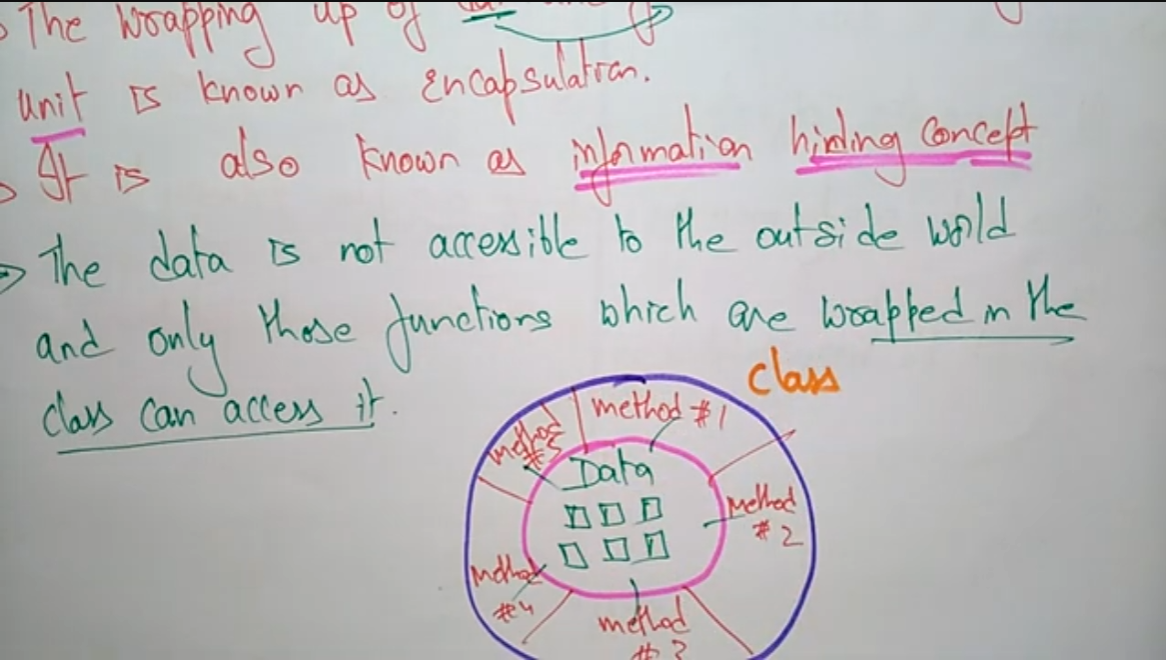 The wrapping up of
unit is known as Encapsulation.
It is also known as information hiding concept
The data is not accessible to the outside world
and only those functions which are wrapped in the
class can access it.
class
method #1
method #5
Data
Method #2
Method #4
method #3